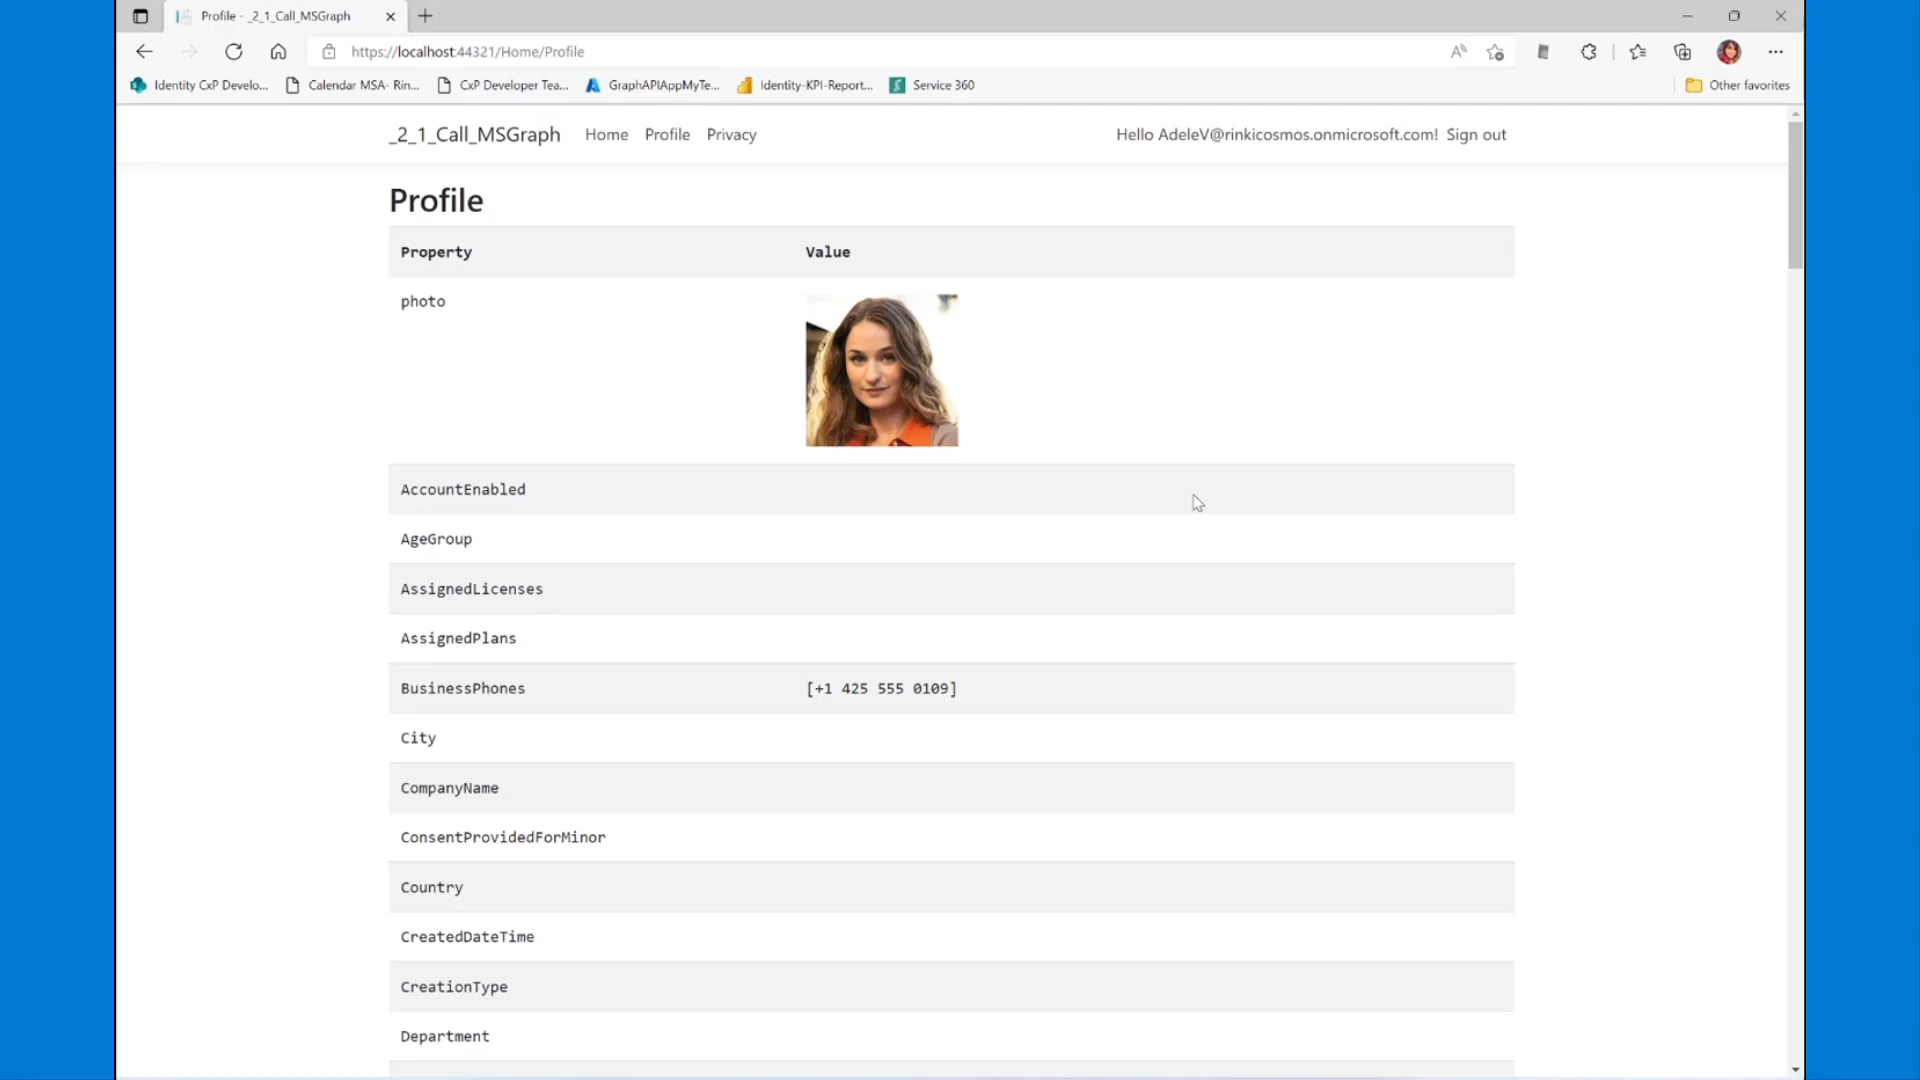 Profile - _2_1_Call_MSGraph
https://localhost:44321/Home/Profile
Identity CxP Develo... Calendar MSA- Rin... CxP Developer Tea... GraphAPIAppMyTe... Identity-KPI-Report... Service 360 Other favorites
_2_1_Call_MSGraph Home Profile Privacy Hello AdeleV@rinkicosmos.onmicrosoft.com! Sign out
Profile
Property Value
photo
AccountEnabled
AgeGroup
AssignedLicenses
AssignedPlans
BusinessPhones [+1 425 555 0109]
City
CompanyName
ConsentProvidedForMinor
Country
CreatedDateTime
CreationType
Department